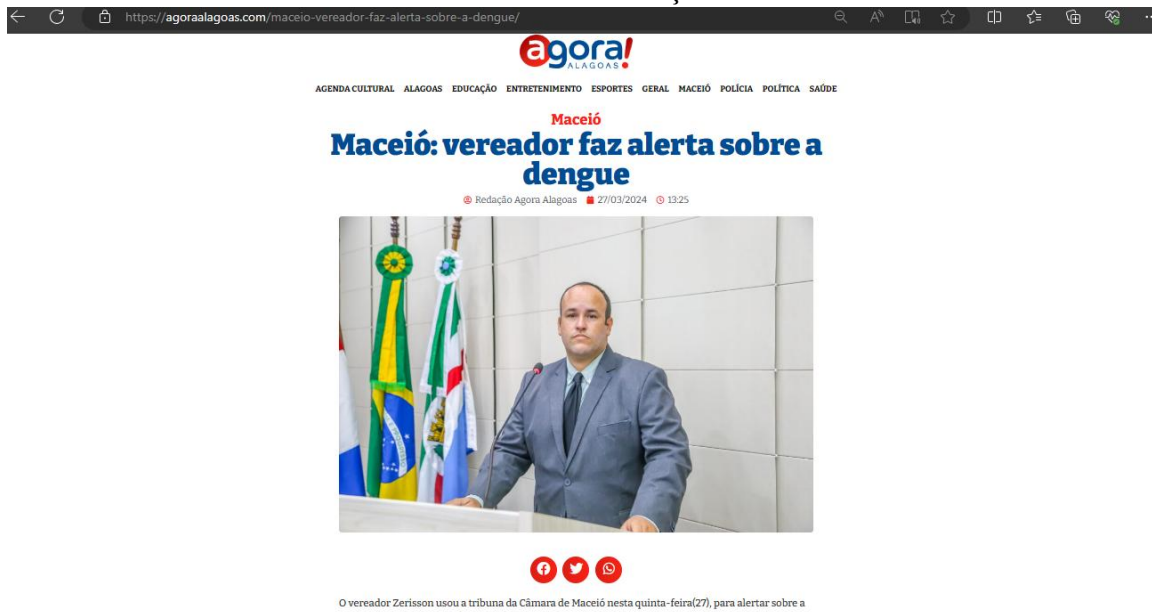 https://agoraalagoas.com/maceio-vereador-faz-alerta-sobre-a-dengue/
agora!
ALAGOAS
AGENDA CULTURAL ALAGOAS EDUCAÇÃO ENTRETENIMENTO ESPORTES GERAL MACEIÓ POLÍCIA POLÍTICA SAÚDE
Maceió
Maceió: vereador faz alerta sobre a
dengue
Redação Agora Alagoas 27/03/2024 13:25
O vereador Zerisson usou a tribuna da Câmara de Maceió nesta quinta-feira(27), para alertar sobre a